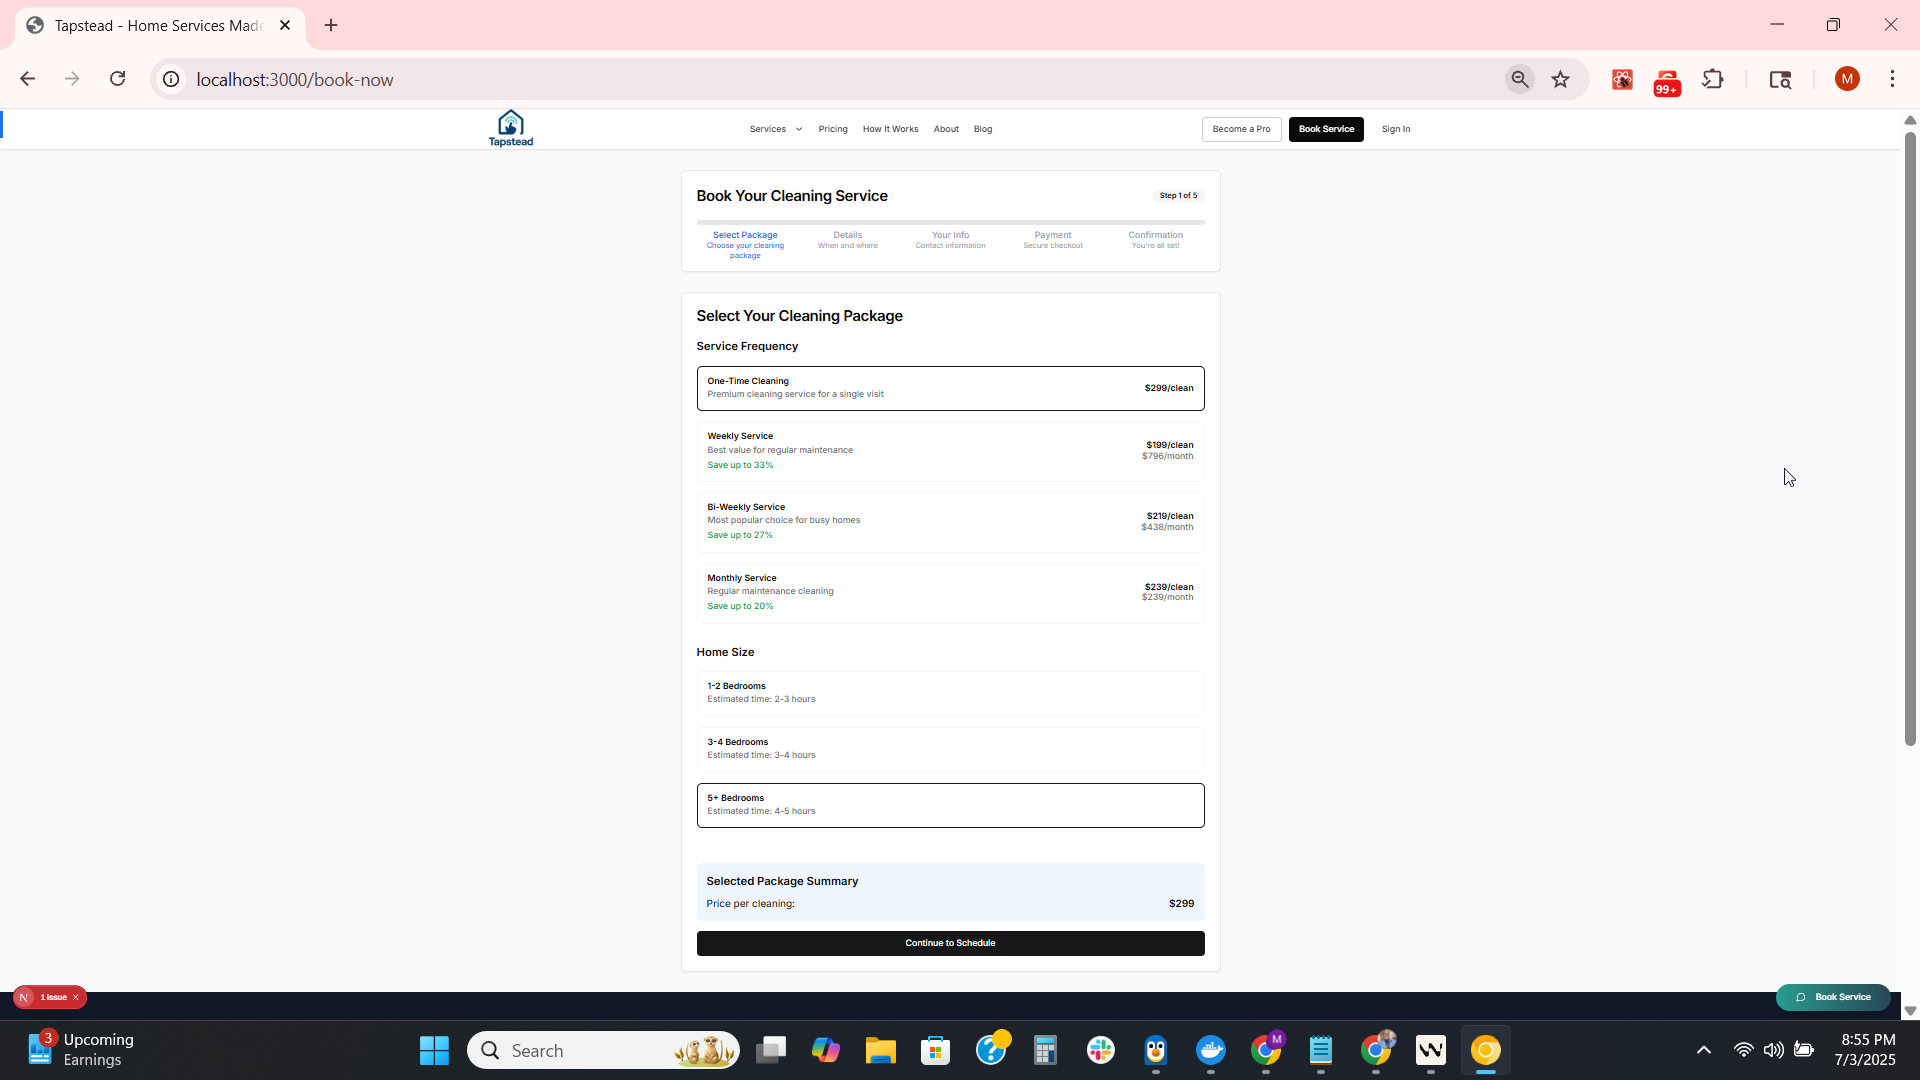 Tapstead - Home Services Made
localhost:3000/book-now
99+
M
Tapstead
Services
Pricing
How It Works
About
Blog
Become a Pro
Book Service
Sign In
Book Your Cleaning Service
Step 1 of 5
Select Package
Choose your cleaning
package
Details
When and where
Your Info
Contact information
Payment
Secure checkout
Confirmation
You're all set!
Select Your Cleaning Package
Service Frequency
One-Time Cleaning
Premium cleaning service for a single visit
$299/clean
Weekly Service
Best value for regular maintenance
Save up to 33%
$199/clean
$796/month
Bi-Weekly Service
Most popular choice for busy homes
Save up to 27%
$219/clean
$438/month
Monthly Service
Regular maintenance cleaning
Save up to 20%
$239/clean
$239/month
Home Size
1-2 Bedrooms
Estimated time: 2-3 hours
3-4 Bedrooms
Estimated time: 3-4 hours
5+ Bedrooms
Estimated time: 4-5 hours
Selected Package Summary
Price per cleaning:
$299
Continue to Schedule
N
1 Issue
Book Service
3
Upcoming
Earnings
Search
M
8:55 PM
7/3/2025